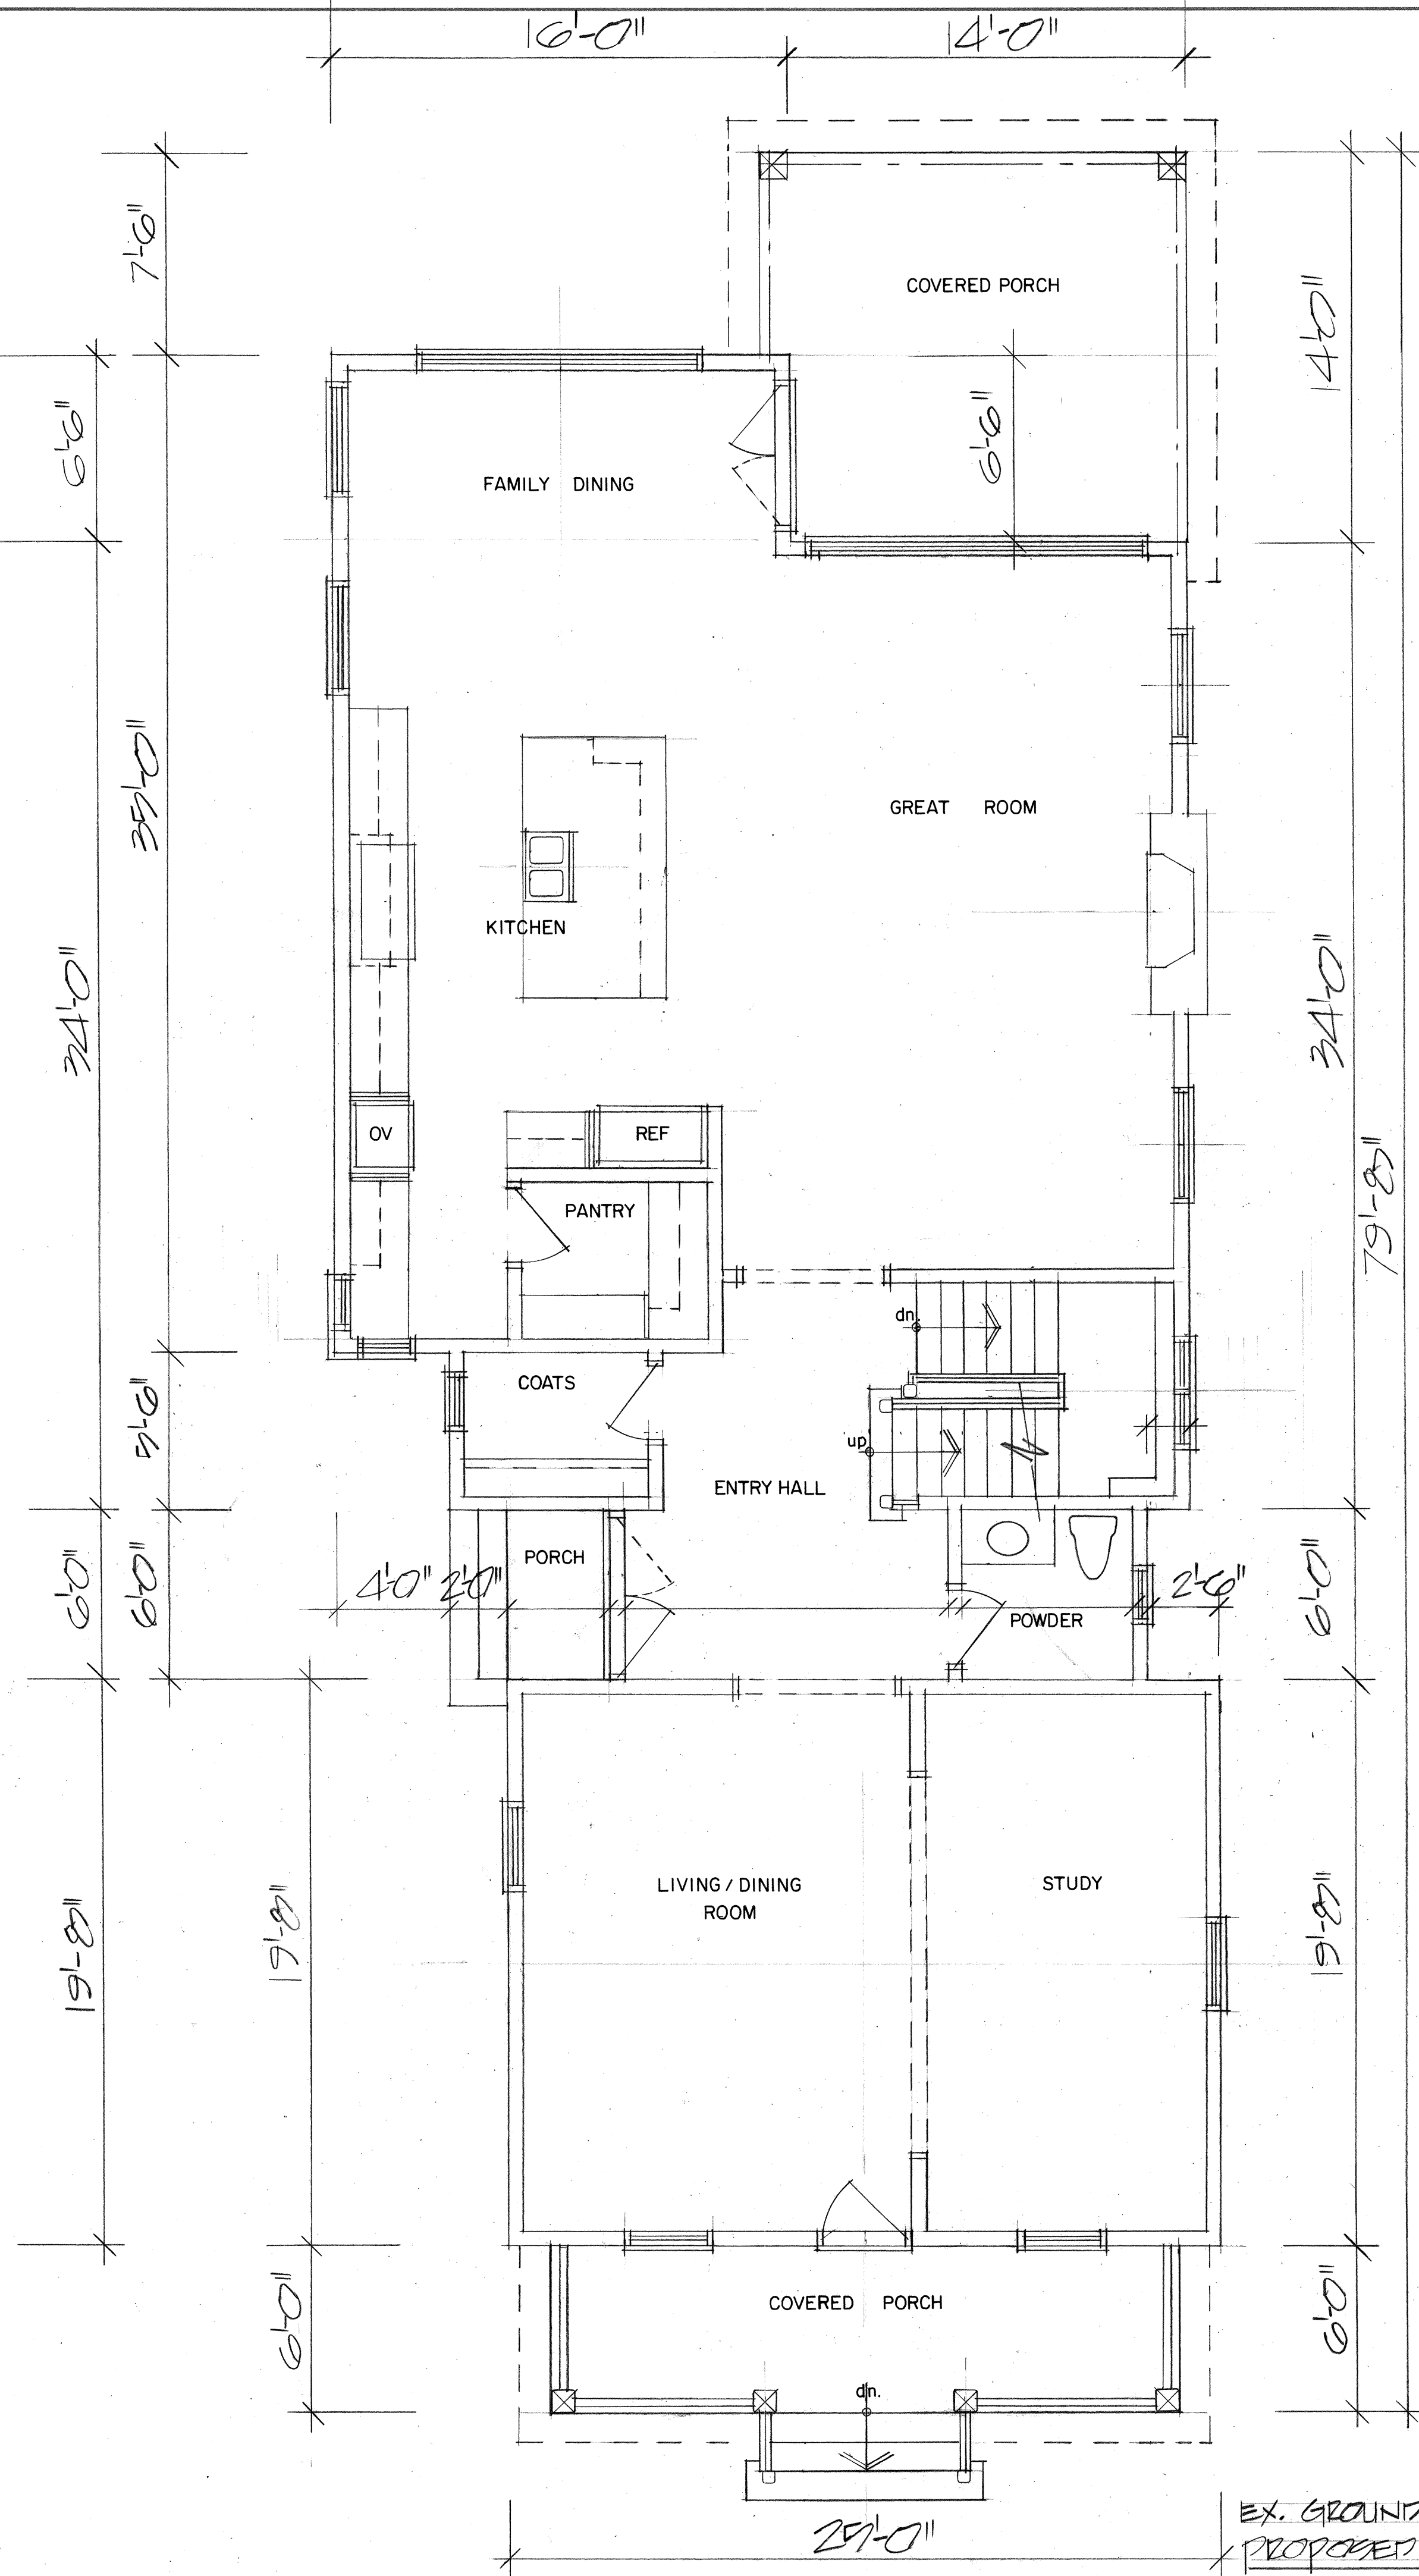 16'-0" 14'-0"
7'-6"
COVERED PORCH
14'-0"
6'-6"
6'-6"
FAMILY DINING
35'-0"
GREAT ROOM
KITCHEN
34'-0"
34'-0"
OV
REF
79'-8"
PANTRY
dn.
COATS
5'-6"
up
ENTRY HALL
PORCH
6'-0"
6'-0"
4'-0" 2'-0"
2'-6"
6'-0"
POWDER
LIVING / DINING
ROOM
STUDY
19'-8"
19'-8"
19'-8"
COVERED PORCH
6'-0"
6'-0"
dn.
25'-0"
EX. GROUND
PROPOSED